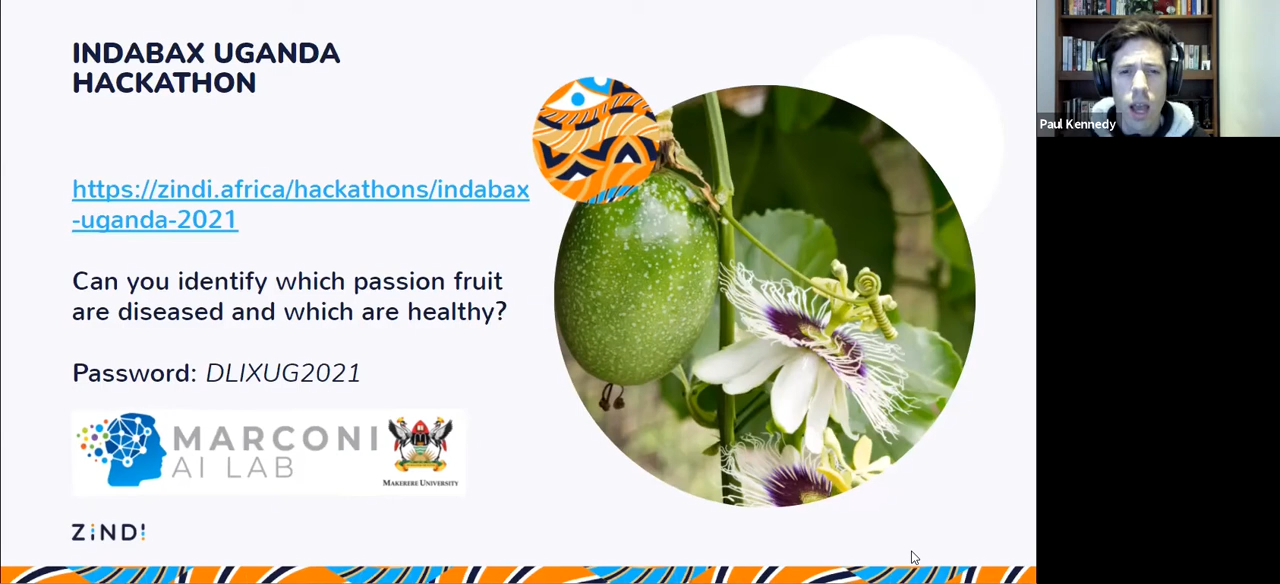 INDABAX UGANDA
HACKATHON
https://zindi.africa/hackathons/indabax
-uganda-2021
Can you identify which passion fruit
are diseased and which are healthy?
Password: DLIXUG2021
MARCONI
AI LAB
MAKERERE UNIVERSITY
ZINDI
Paul Kennedy